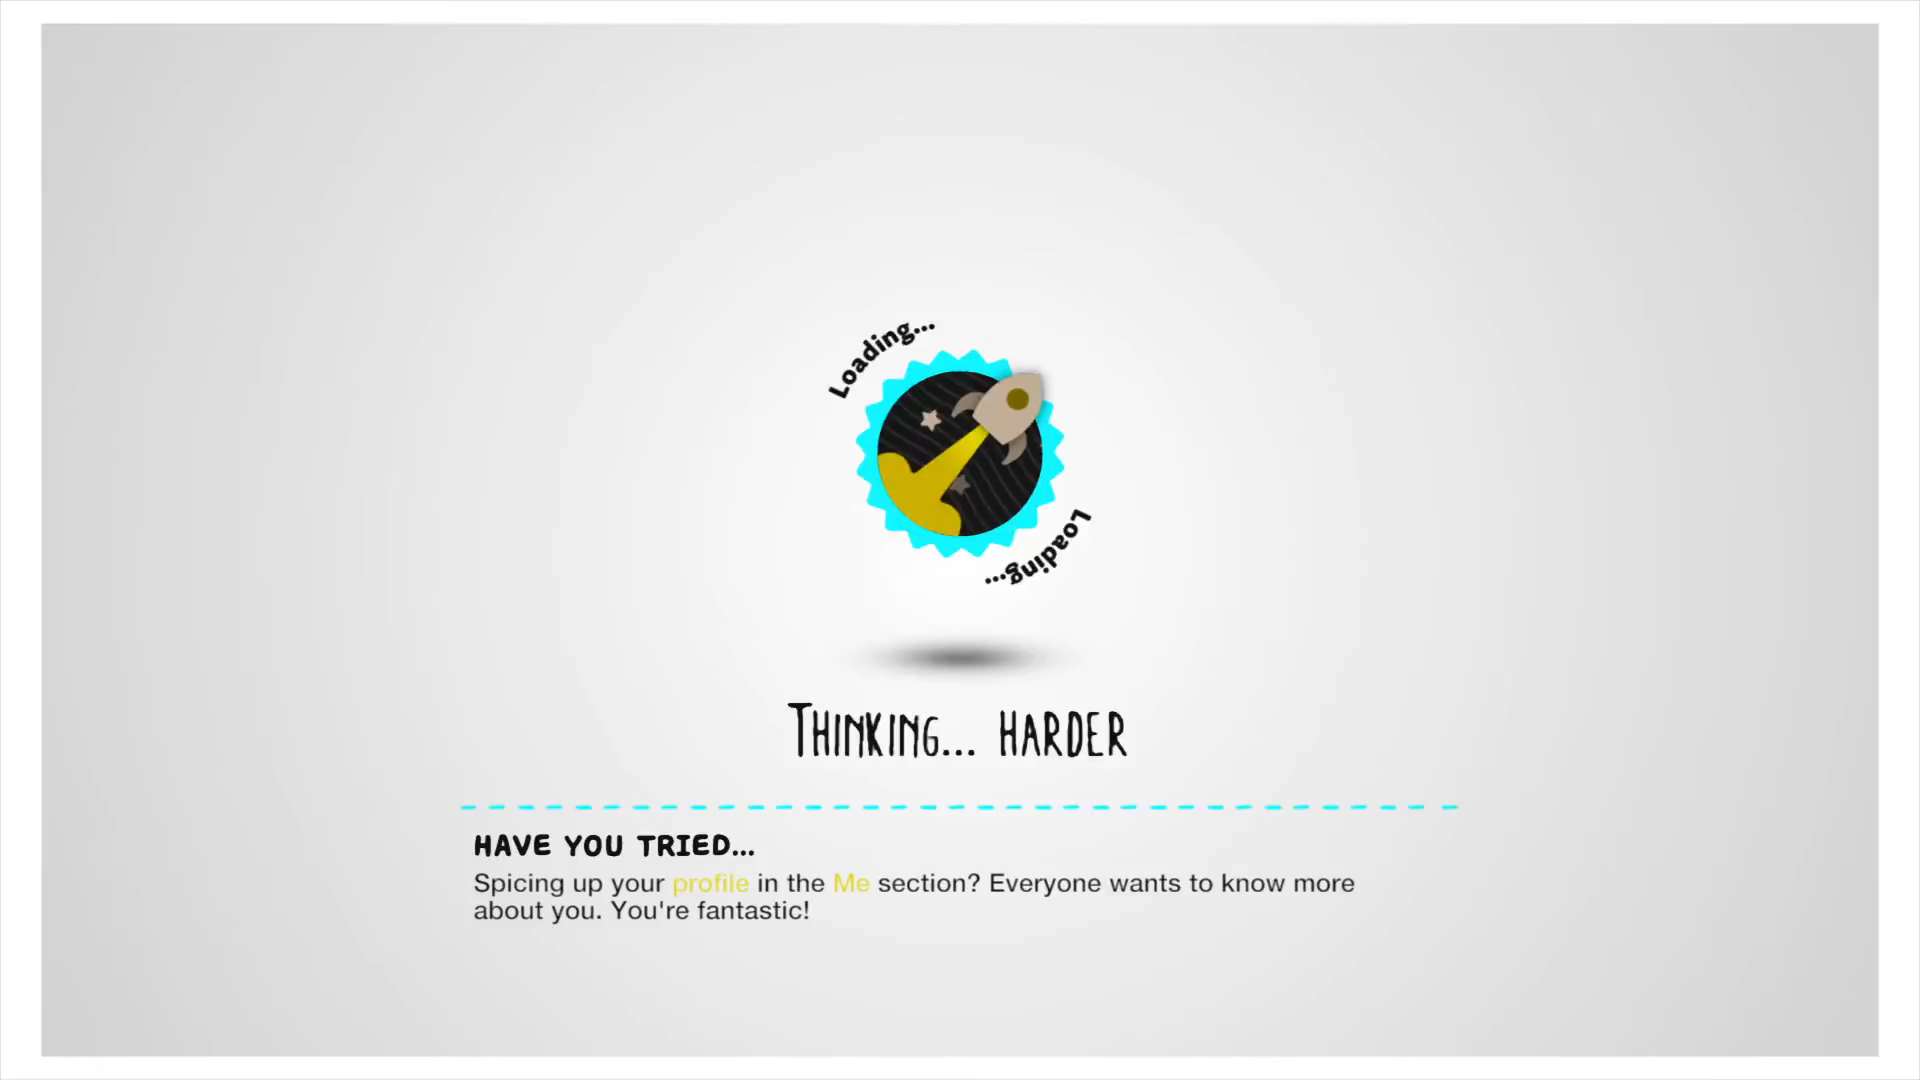 Loading...
Loading...
THINKING... HARDER
HAVE YOU TRIED...
Spicing up your profile in the Me section? Everyone wants to know more
about you. You're fantastic!